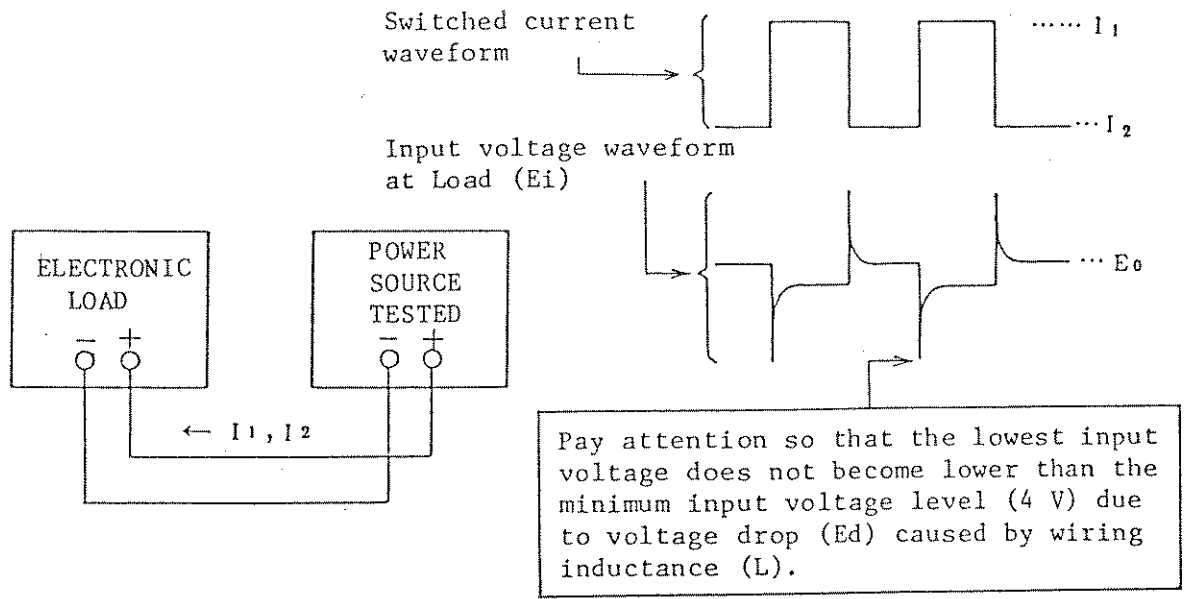 Switched current
waveform
······ I₁
··· I₂
Input voltage waveform
at Load (Ei)
··· E₀
ELECTRONIC
LOAD
− +
POWER
SOURCE
TESTED
− +
← I₁, I₂
Pay attention so that the lowest input
voltage does not become lower than the
minimum input voltage level (4 V) due
to voltage drop (Ed) caused by wiring
inductance (L).